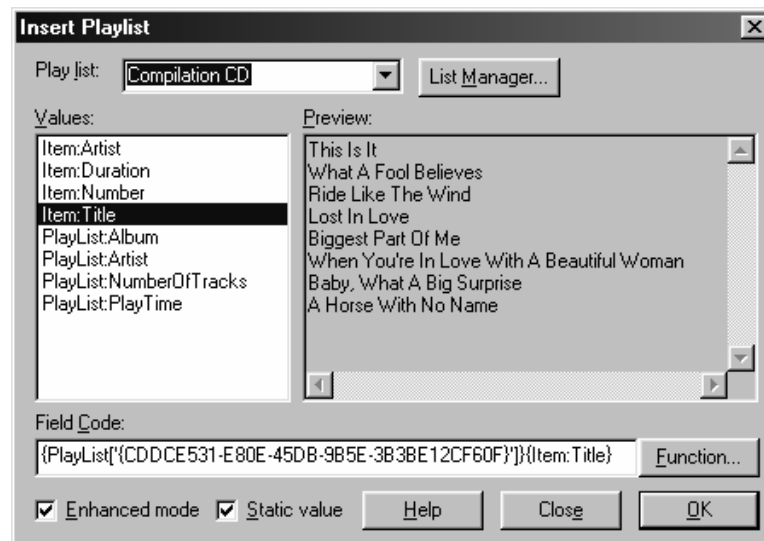 Insert Playlist
Play list: Compilation CD List Manager...
Values:
Item:Artist
Item:Duration
Item:Number
Item:Title
PlayList:Album
PlayList:Artist
PlayList:NumberOfTracks
PlayList:PlayTime
Preview:
This Is It
What A Fool Believes
Ride Like The Wind
Lost In Love
Biggest Part Of Me
When You're In Love With A Beautiful Woman
Baby, What A Big Surprise
A Horse With No Name
Field Code:
{PlayList['{CDDCE531-E80E-45DB-9B5E-3B3BE12CF60F}']}{Item:Title} Function...
Enhanced mode Static value Help Close OK